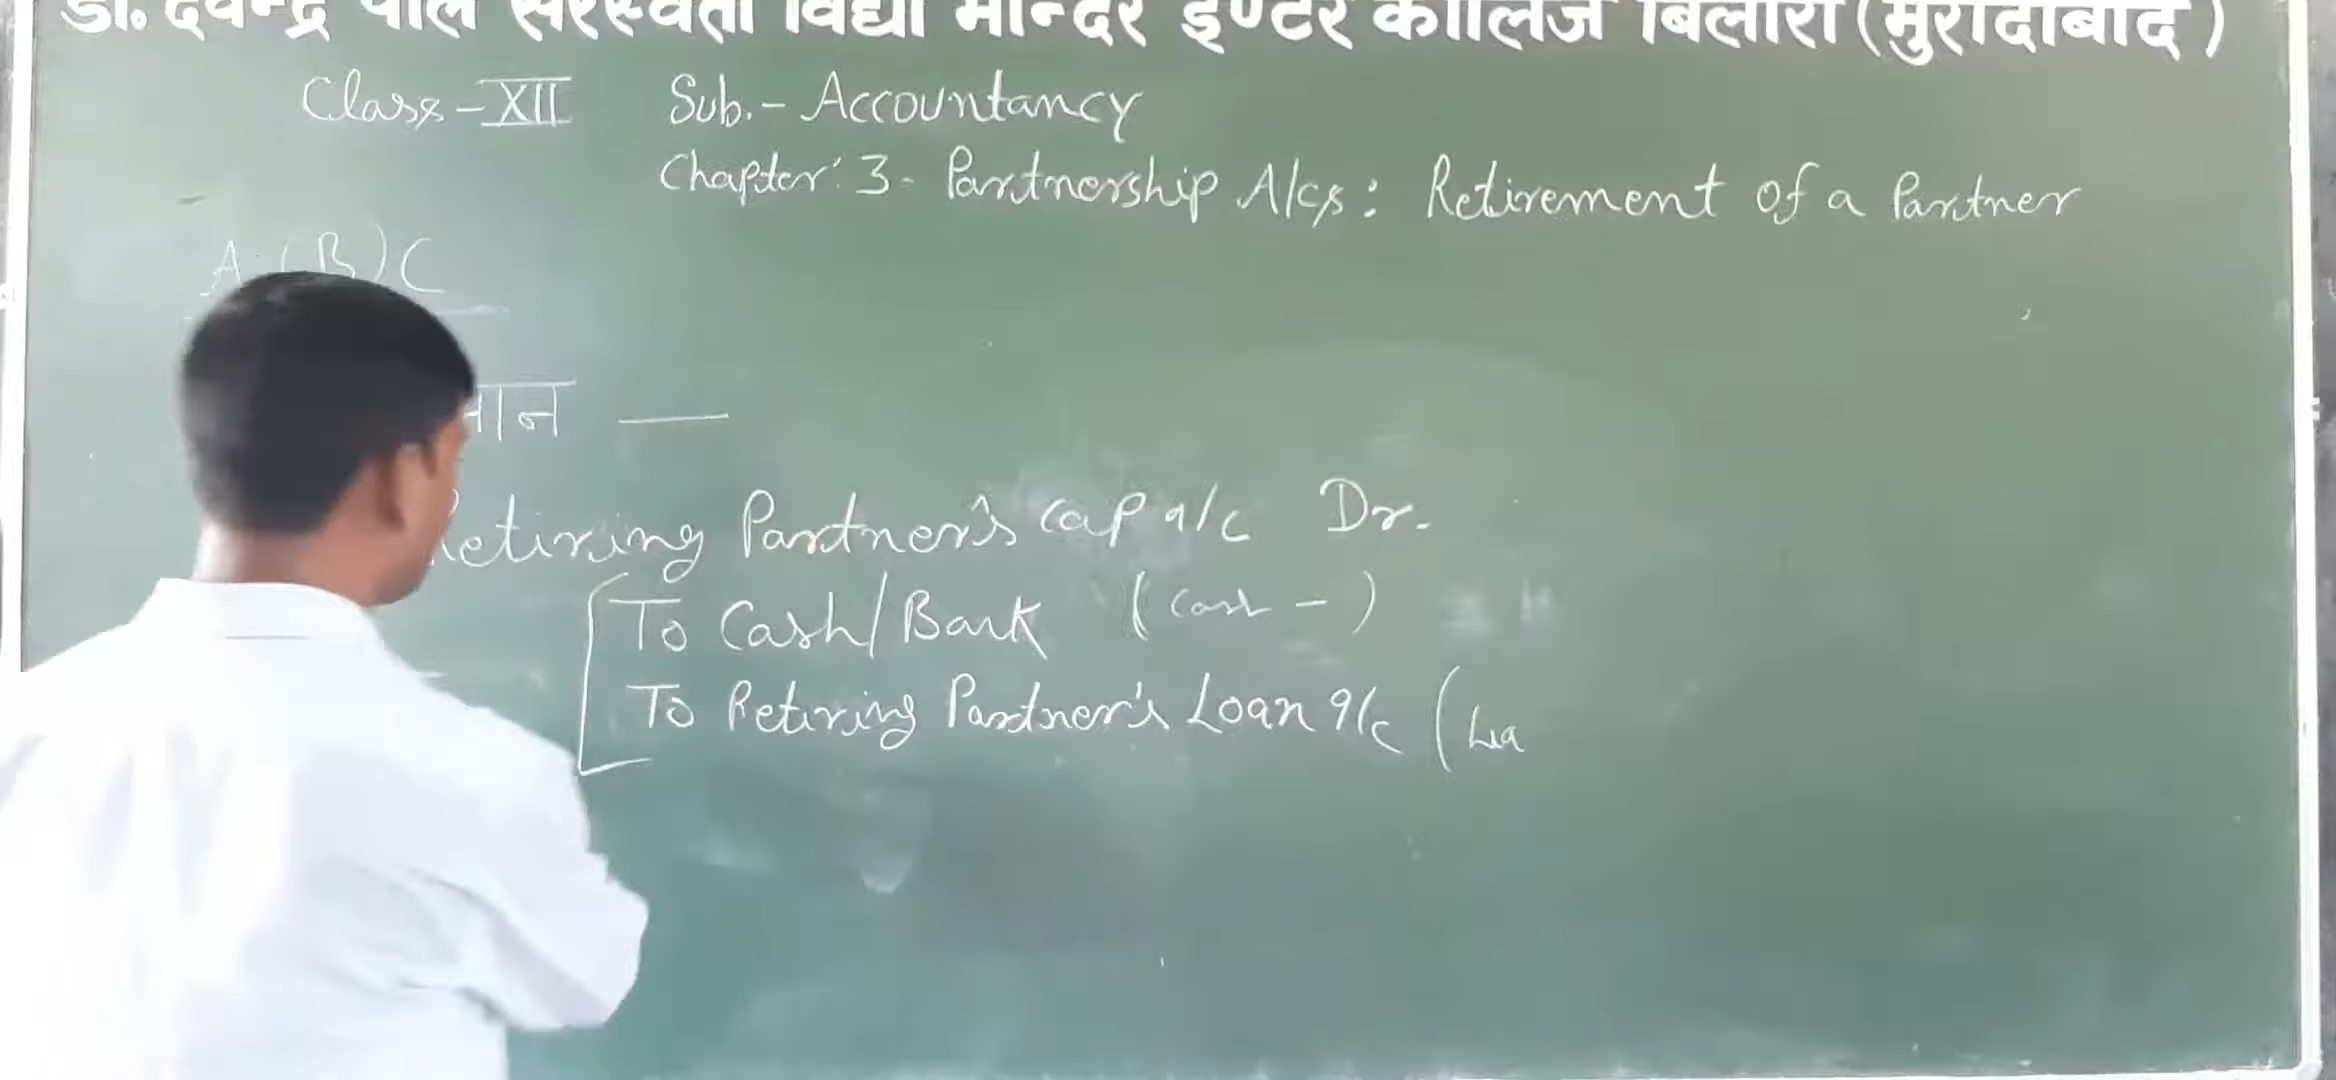 डॉ. देवेन्द्र पाल सरस्वती विद्या मन्दिर इण्टर कॉलिज बिलारी (मुरादाबाद)
Class - XII Sub. - Accountancy
Chapter: 3 - Partnership A/cs : Retirement of a Partner
A (B) C
Retiring Partner's Cap a/c Dr.
To Cash/Bank (Cash - )
To Retiring Partner's Loan a/c (Lia